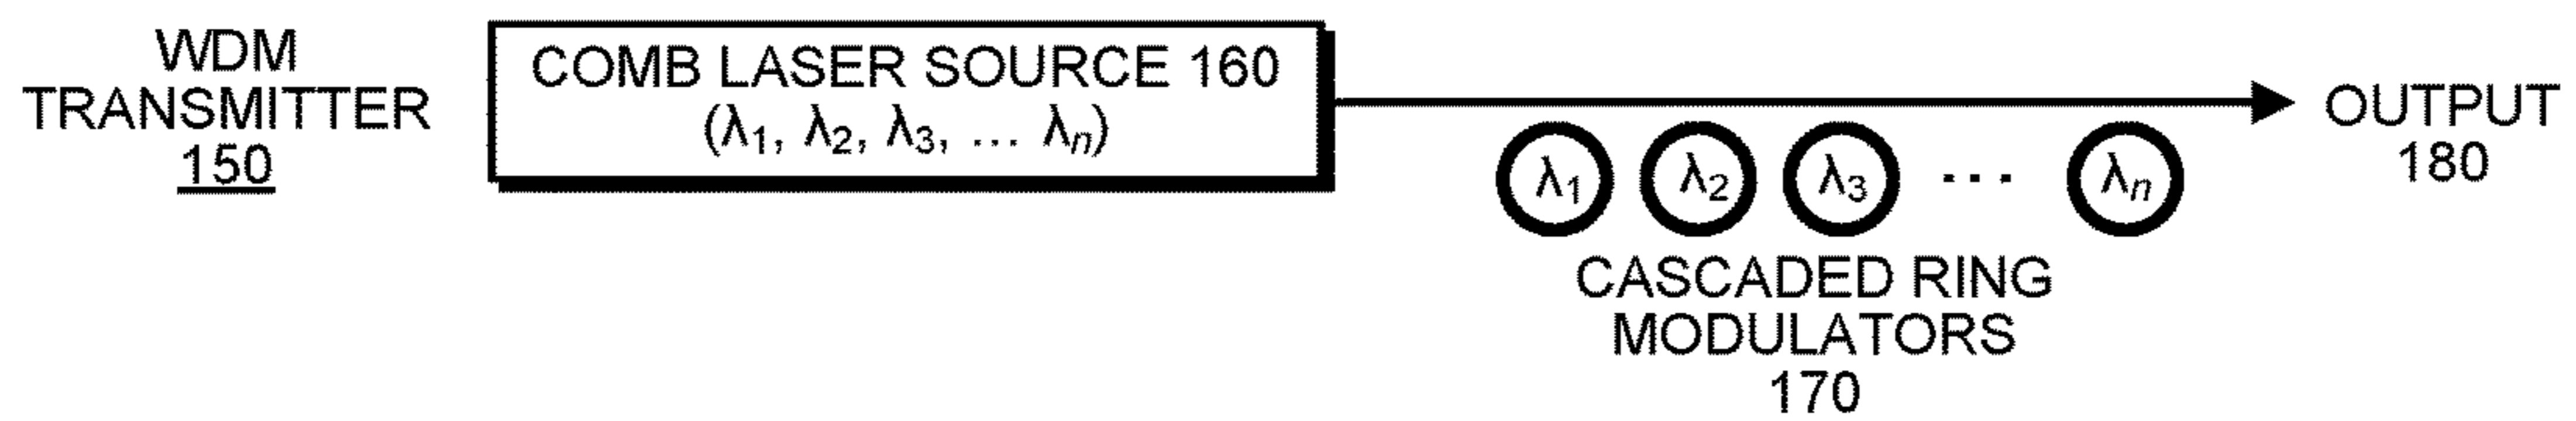 WDM
TRANSMITTER
150
COMB LASER SOURCE 160
(λ1, λ2, λ3, ... λn)
λ1 λ2 λ3 ... λn
CASCADED RING
MODULATORS
170
OUTPUT
180